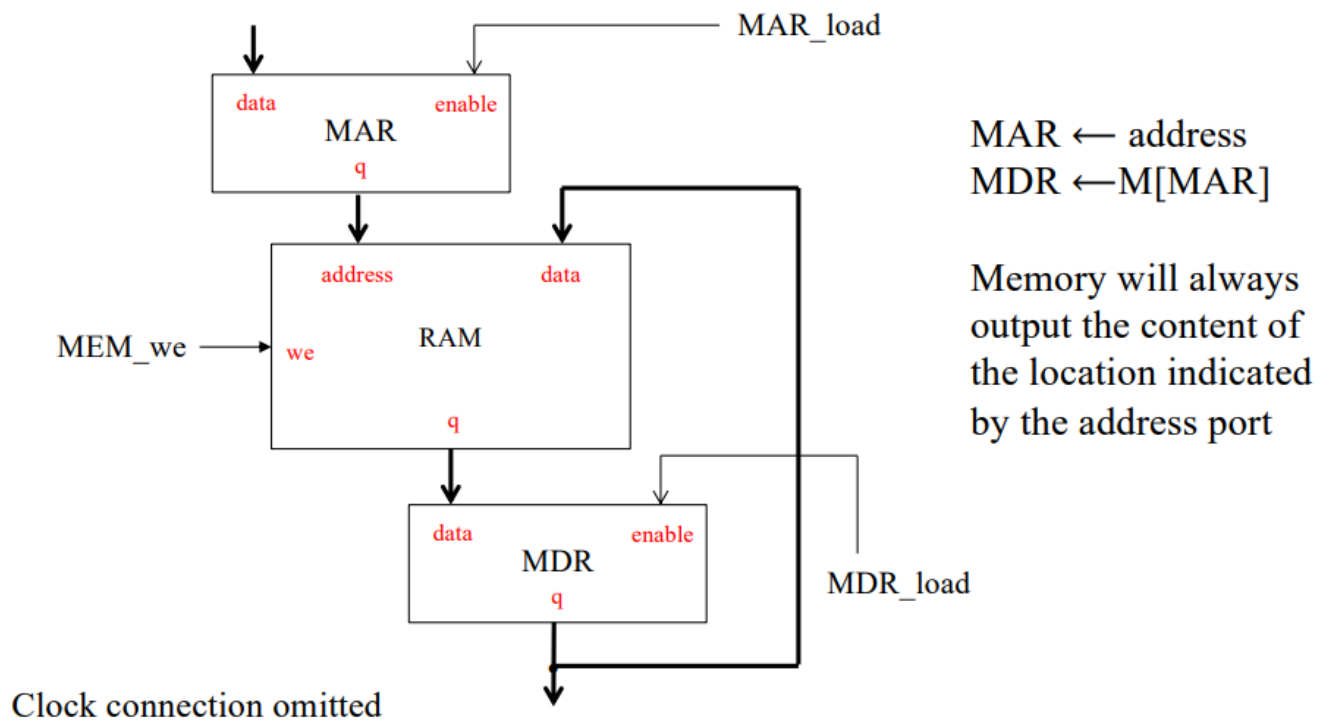 MAR_load
data
enable
MAR
q
MAR ← address
MDR ←M[MAR]
address
data
Memory will always
output the content of
the location indicated
by the address port
MEM_we
we
RAM
q
data
enable
MDR
q
MDR_load
Clock connection omitted